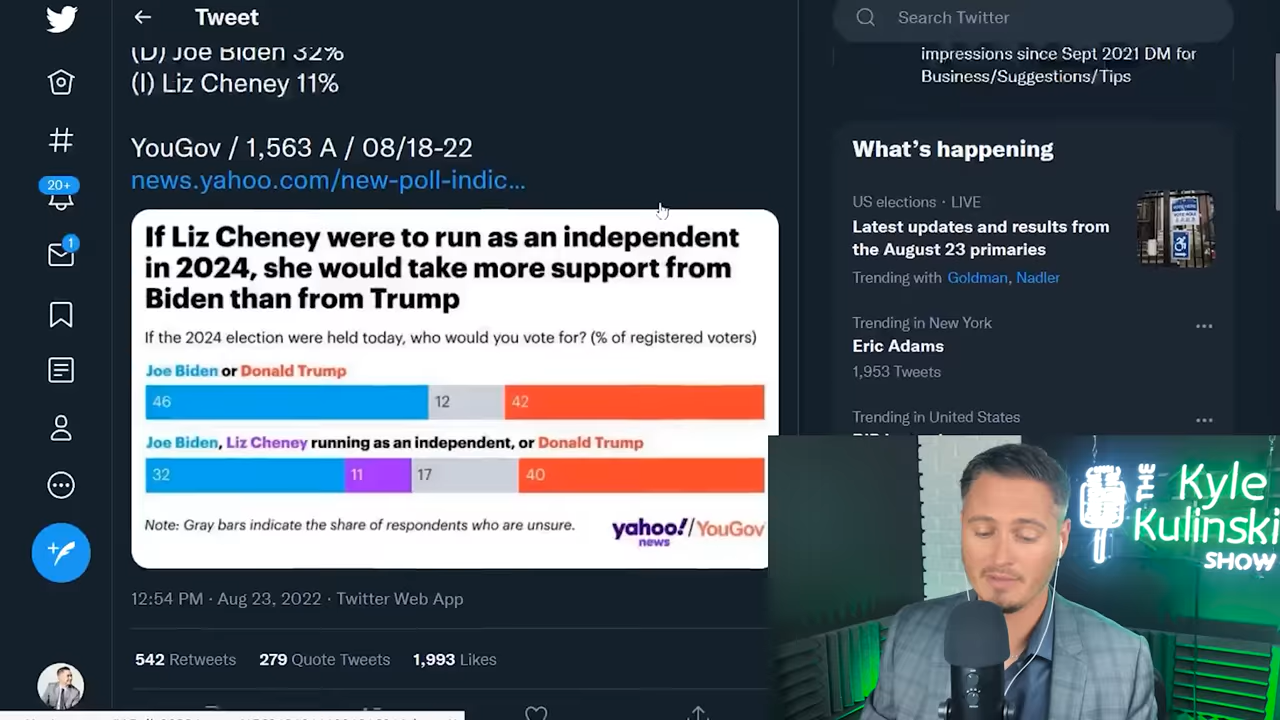 Tweet
Search Twitter
(D) Joe Biden 32%
(I) Liz Cheney 11%
YouGov / 1,563 A / 08/18-22
news.yahoo.com/new-poll-indic...
If Liz Cheney were to run as an independent
in 2024, she would take more support from
Biden than from Trump
If the 2024 election were held today, who would you vote for? (% of registered voters)
Joe Biden or Donald Trump
46 12 42
Joe Biden, Liz Cheney running as an independent, or Donald Trump
32 11 17 40
Note: Gray bars indicate the share of respondents who are unsure.
yahoo!/YouGov
news
12:54 PM · Aug 23, 2022 · Twitter Web App
542 Retweets 279 Quote Tweets 1,993 Likes
20+
1
impressions since Sept 2021 DM for
Business/Suggestions/Tips
What's happening
US elections · LIVE
Latest updates and results from
the August 23 primaries
Trending with Goldman, Nadler
Trending in New York
Eric Adams
1,953 Tweets
Trending in United States
THE
Kyle
Kulinski
SHOW